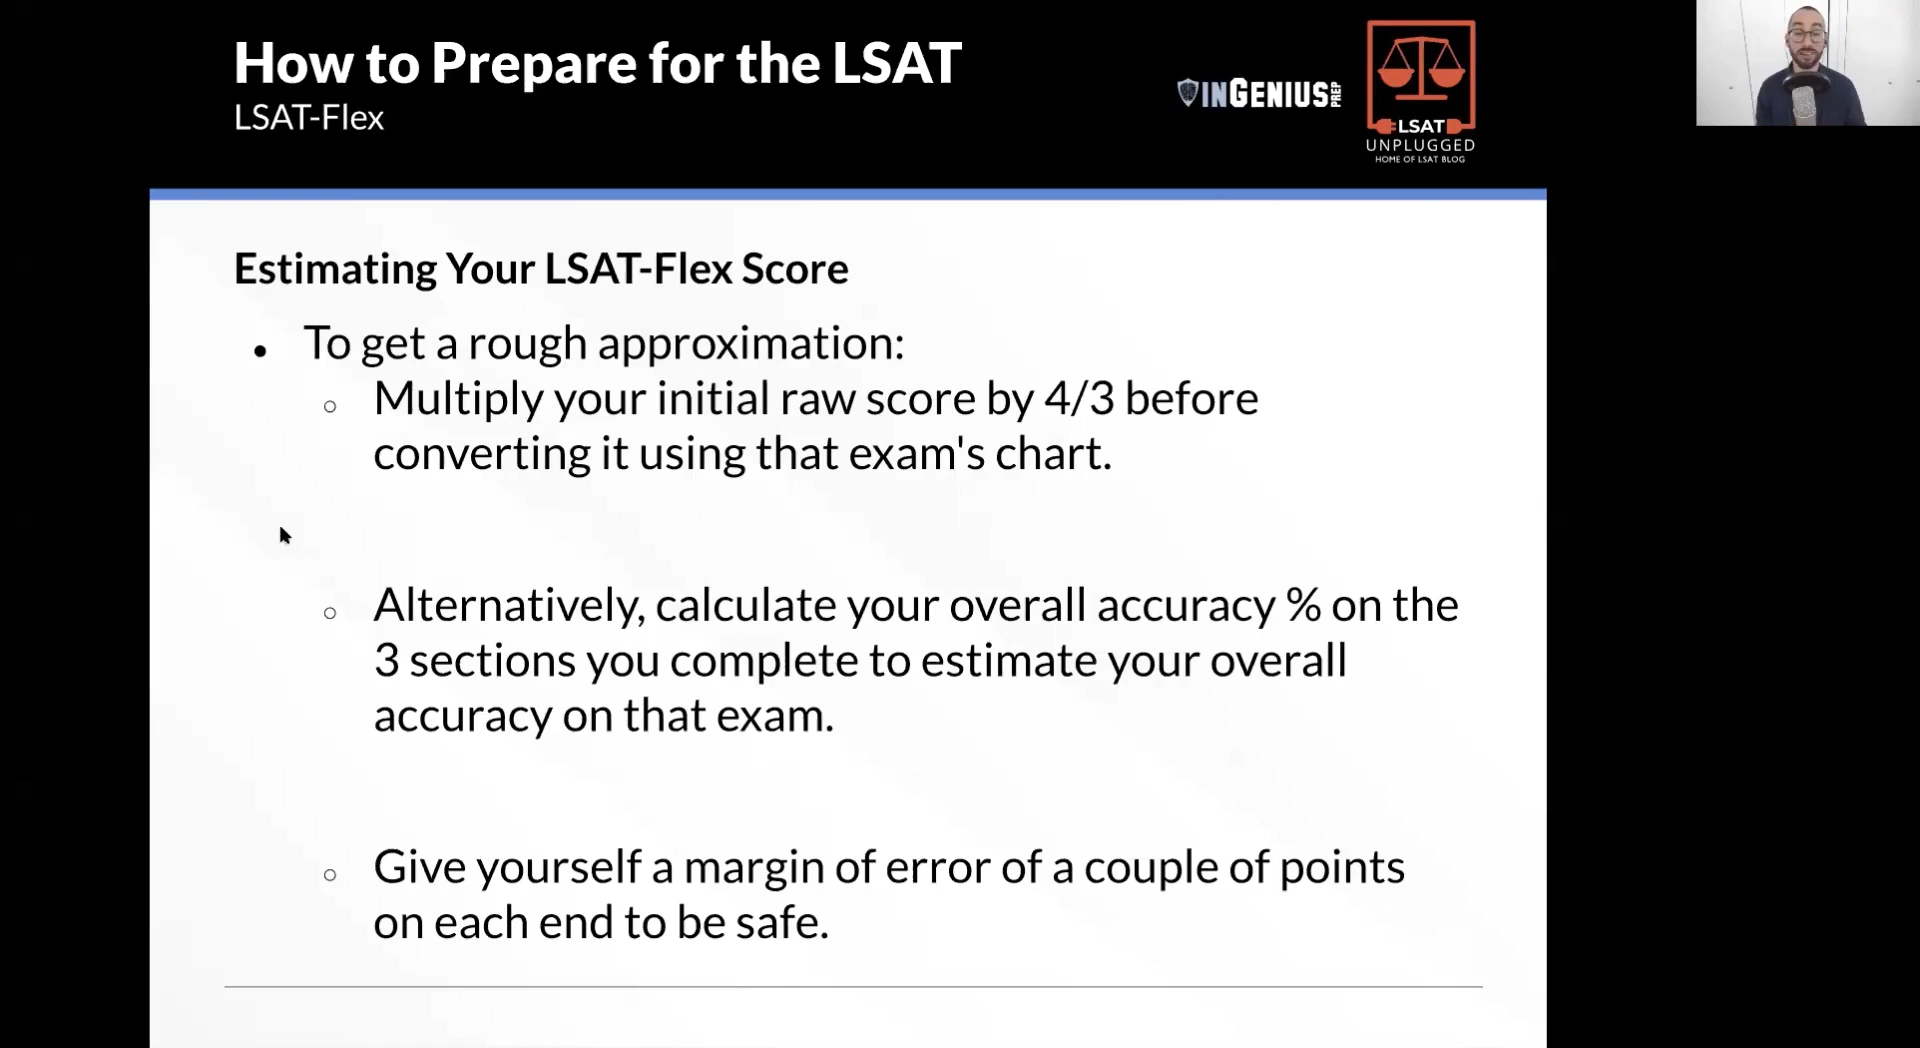 How to Prepare for the LSAT
LSAT-Flex
INGENIUS PREP
LSAT
UNPLUGGED
HOME OF LSAT BLOG
Estimating Your LSAT-Flex Score
• To get a rough approximation:
○ Multiply your initial raw score by 4/3 before
converting it using that exam's chart.
○ Alternatively, calculate your overall accuracy % on the
3 sections you complete to estimate your overall
accuracy on that exam.
○ Give yourself a margin of error of a couple of points
on each end to be safe.